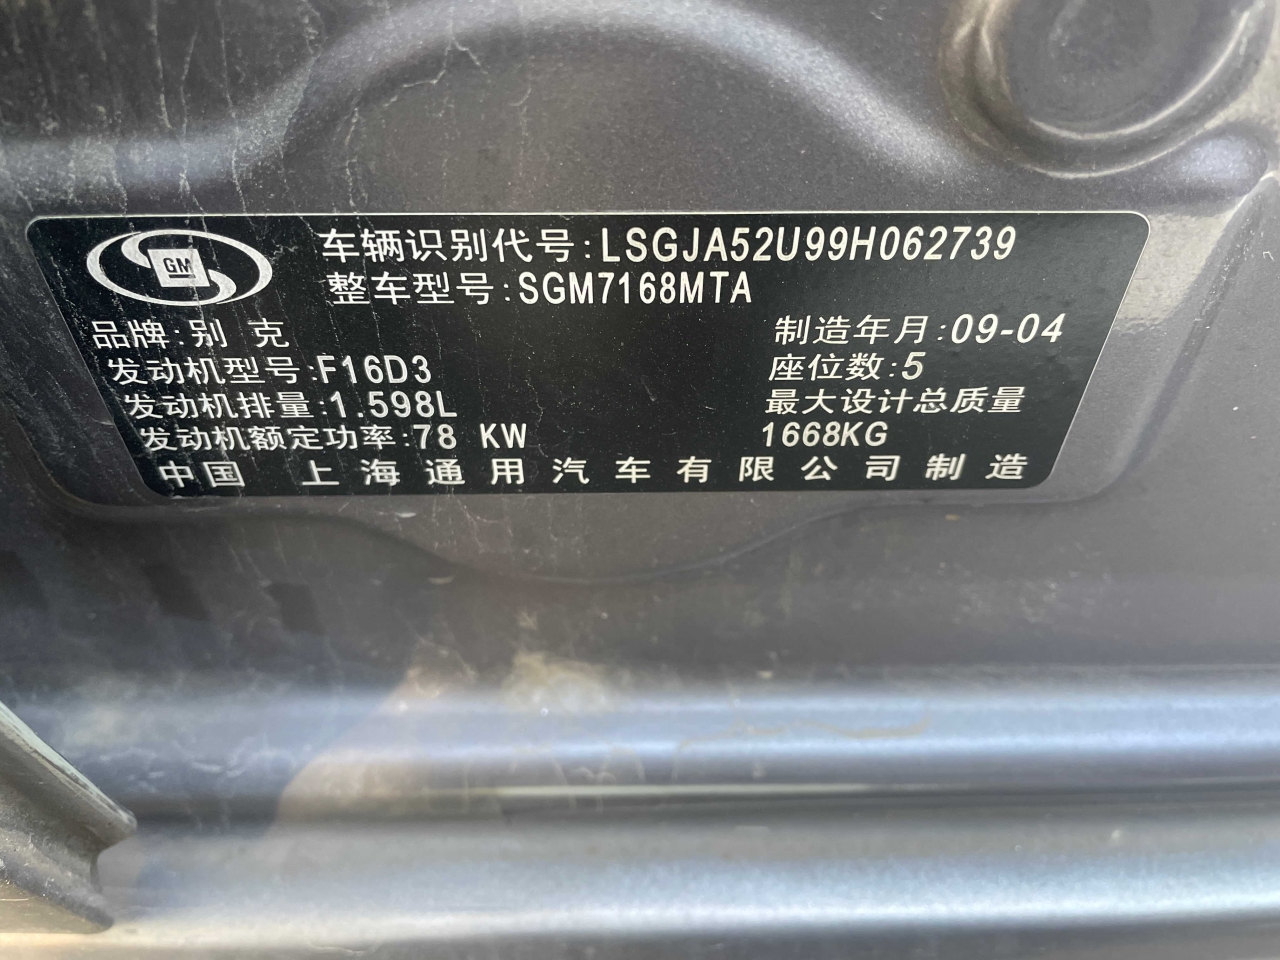 GM
车辆识别代号:LSGJA52U99H062739
整车型号:SGM7168MTA
品牌:别 克
制造年月:09-04
发动机型号:F16D3
座位数:5
发动机排量:1.598L
最大设计总质量
发动机额定功率:78 KW
1668KG
中国 上海通用汽车有限公司制造